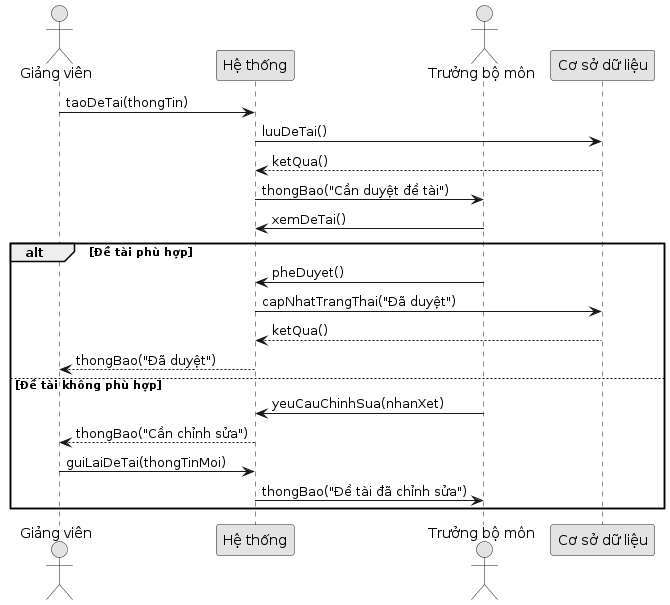 Giảng viên
Hệ thống
Trưởng bộ môn
Cơ sở dữ liệu
taoDeTai(thongTin)
luuDeTai()
ketQua()
thongBao("Cần duyệt đề tài")
xemDeTai()
alt [Đề tài phù hợp]
pheDuyet()
capNhatTrangThai("Đã duyệt")
ketQua()
thongBao("Đã duyệt")
[Đề tài không phù hợp]
yeuCauChinhSua(nhanXet)
thongBao("Cần chỉnh sửa")
guiLaiDeTai(thongTinMoi)
thongBao("Đề tài đã chỉnh sửa")
Giảng viên
Hệ thống
Trưởng bộ môn
Cơ sở dữ liệu